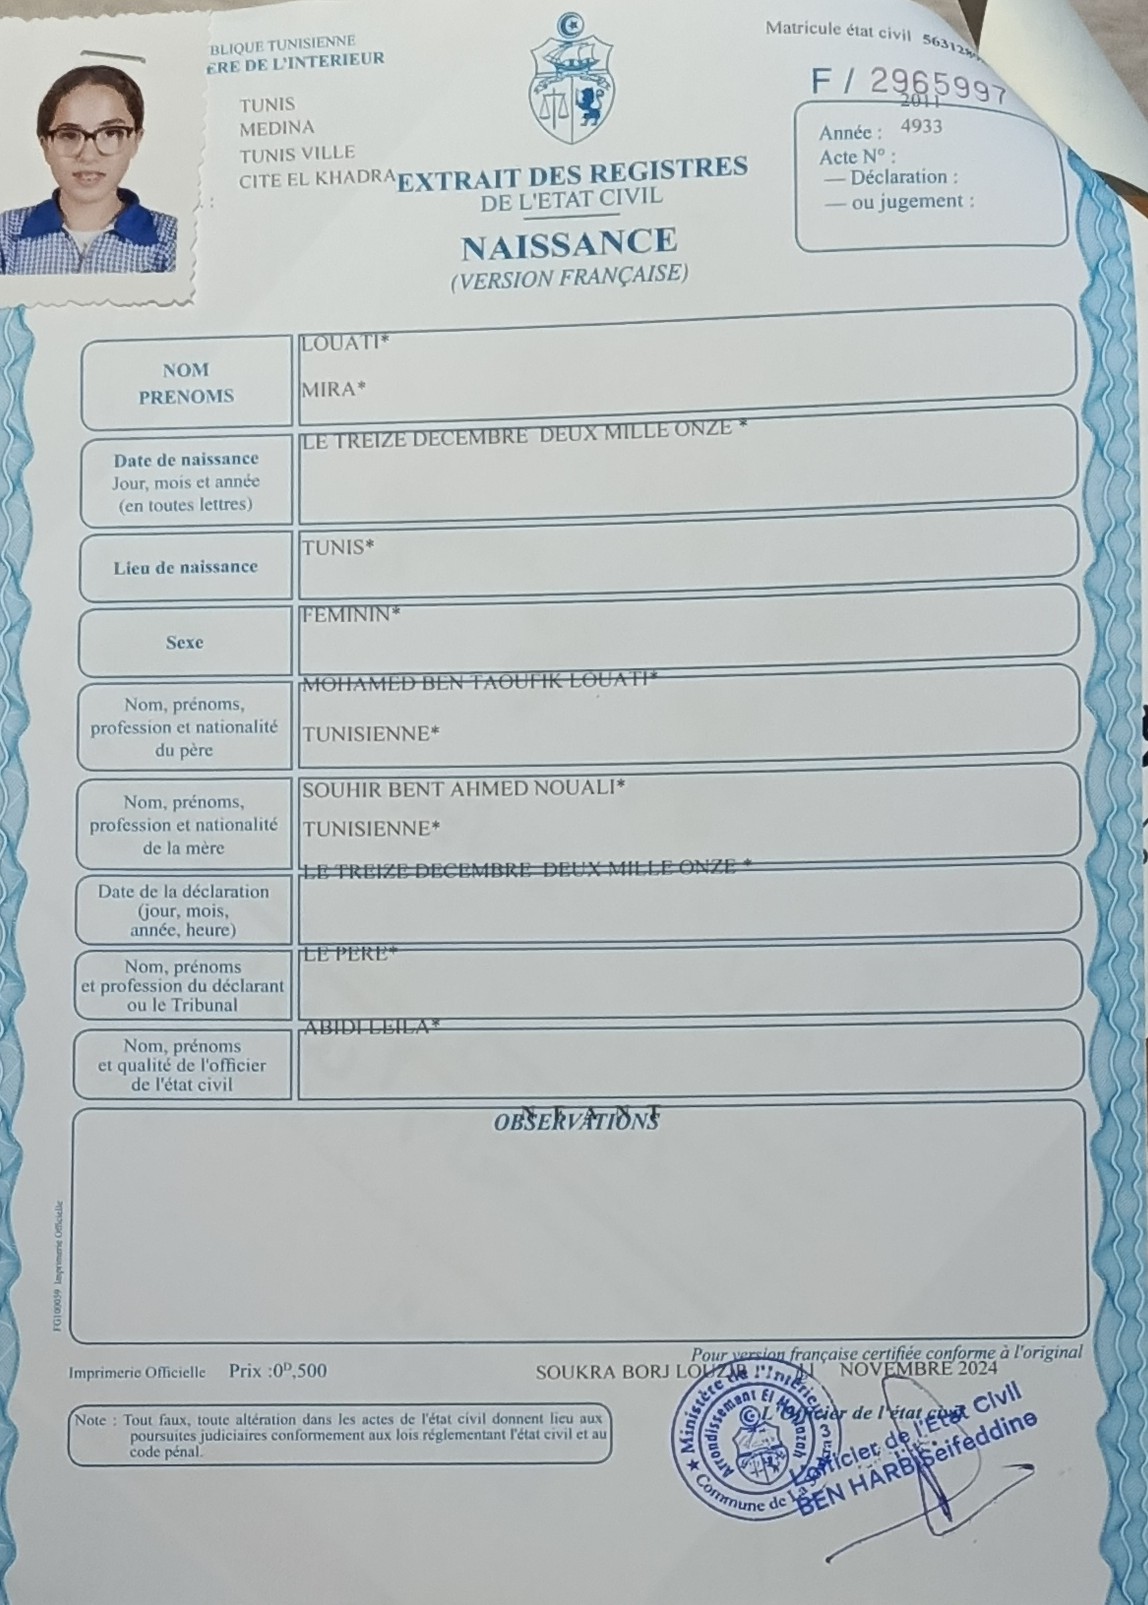 BLIQUE TUNISIENNE
ERE DE L'INTERIEUR
TUNIS
MEDINA
TUNIS VILLE
CITE EL KHADRA
:
Matricule état civil
F / 2965997
2011
Année : 4933
Acte N° :
— Déclaration :
— ou jugement :
EXTRAIT DES REGISTRES
DE L'ETAT CIVIL
NAISSANCE
(VERSION FRANÇAISE)
NOM
PRENOMS
LOUATI*
MIRA*
Date de naissance
Jour, mois et année
(en toutes lettres)
LE TREIZE DECEMBRE DEUX MILLE ONZE *
Lieu de naissance
TUNIS*
Sexe
FEMININ*
Nom, prénoms,
profession et nationalité
du père
MOHAMED BEN TAOUFIK LOUATI*
TUNISIENNE*
Nom, prénoms,
profession et nationalité
de la mère
SOUHIR BENT AHMED NOUALI*
TUNISIENNE*
Date de la déclaration
(jour, mois,
année, heure)
LE TREIZE DECEMBRE DEUX MILLE ONZE *
Nom, prénoms
et profession du déclarant
ou le Tribunal
LE PERE*
Nom, prénoms
et qualité de l'officier
de l'état civil
ABIDI LEILA*
N E A N T
OBSERVATIONS
FG100039 Imprimerie Officielle
Imprimerie Officielle Prix :0ᴰ,500
Pour version française certifiée conforme à l'original
SOUKRA BORJ LOUZIR 11 NOVEMBRE 2024
L'Officier de l'état civil
Note : Tout faux, toute altération dans les actes de l'état civil donnent lieu aux
poursuites judiciaires conformement aux lois réglementant l'état civil et au
code pénal.
Ministère de l'Intérieur
Arrondissement El
Commune de La
L'officier de l'Etat Civil
BEN HARB Seifeddine